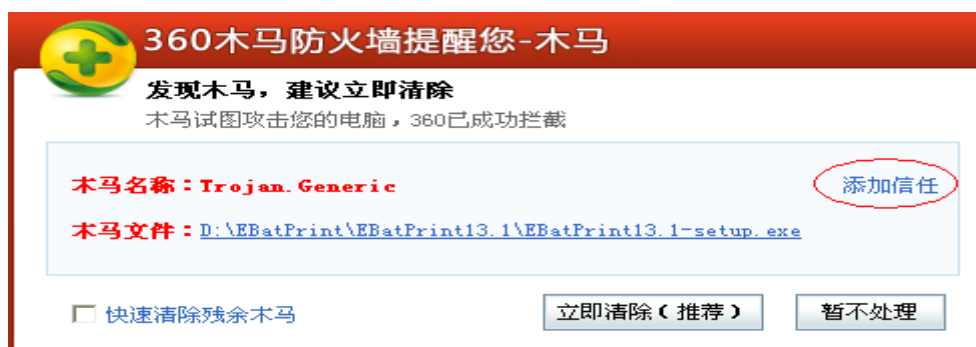 360木马防火墙提醒您-木马
发现木马，建议立即清除
木马试图攻击您的电脑，360已成功拦截
木马名称：Trojan.Generic 添加信任
木马文件：D:\EBatPrint\EBatPrint13.1\EBatPrint13.1-setup.exe
快速清除残余木马 立即清除（推荐） 暂不处理